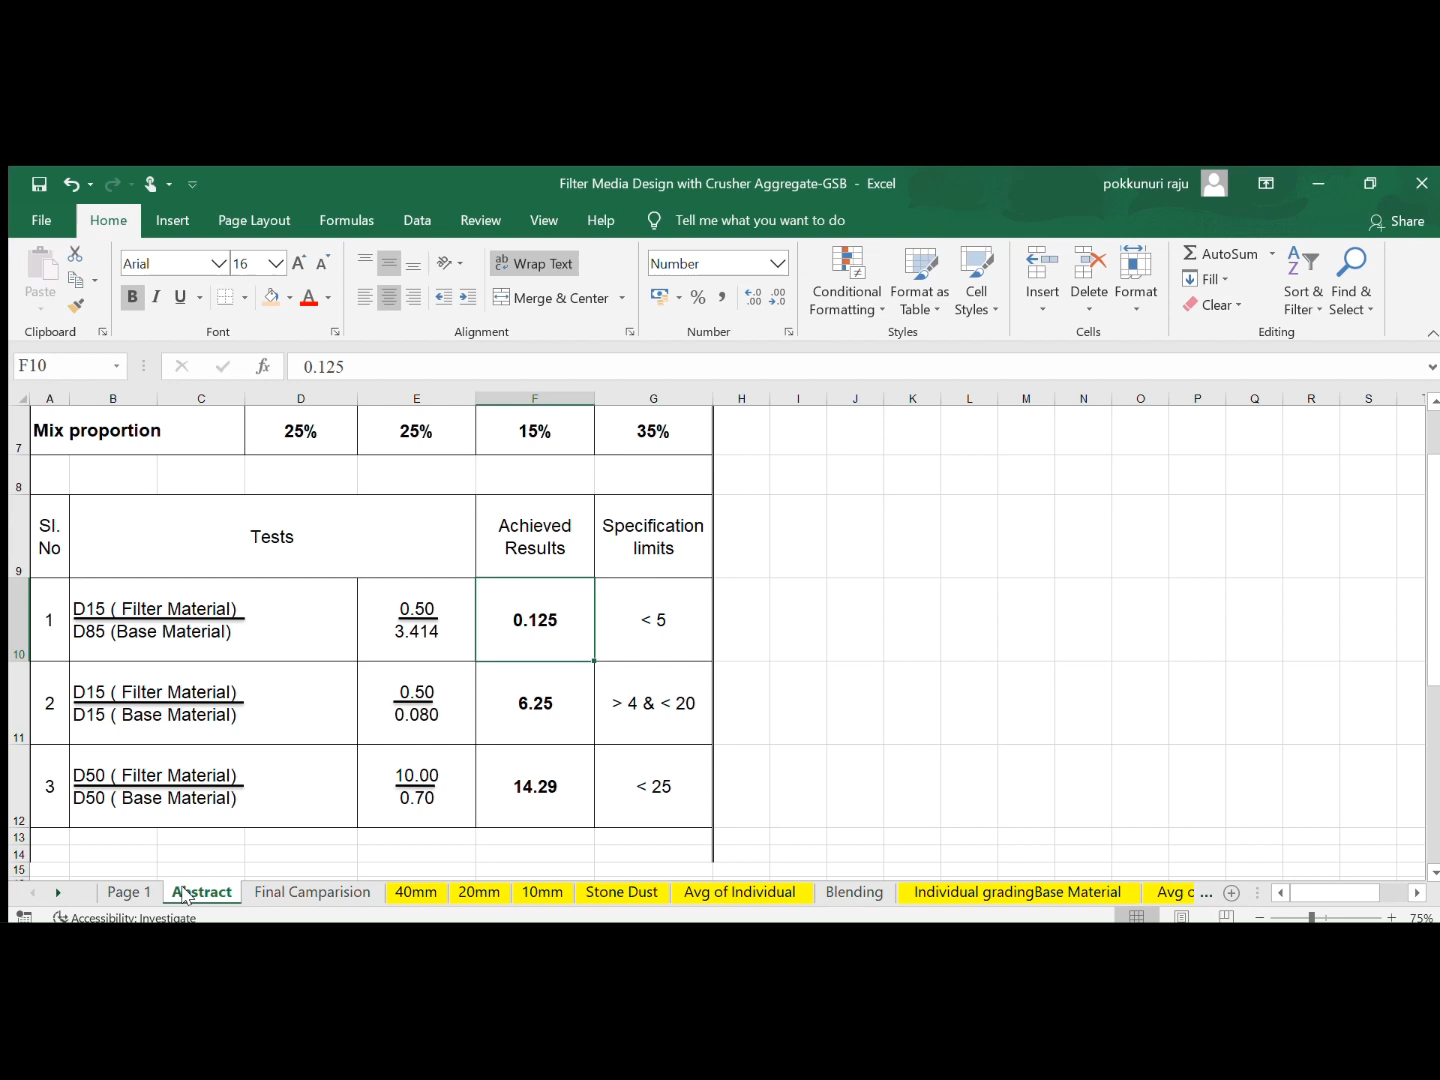 Filter Media Design with Crusher Aggregate-GSB - Excel
pokkunuri raju
File Home Insert Page Layout Formulas Data Review View Help Tell me what you want to do Share
Paste
Clipboard
Arial 16
B I U
Font
Wrap Text
Merge & Center
Alignment
Number
% ,
Number
Conditional Formatting
Format as Table
Cell Styles
Styles
Insert Delete Format
Cells
AutoSum
Fill
Clear
Sort & Filter
Find & Select
Editing
F10 fx 0.125
A B C D E F G H I J K L M N O P Q R S
7 Mix proportion 25% 25% 15% 35%
8
9 Sl. No Tests Achieved Results Specification limits
10 1 D15 ( Filter Material) 0.50 0.125 < 5
D85 (Base Material) 3.414
11 2 D15 ( Filter Material) 0.50 6.25 > 4 & < 20
D15 ( Base Material) 0.080
12 3 D50 ( Filter Material) 10.00 14.29 < 25
D50 ( Base Material) 0.70
13
14
15
Page 1 Abstract Final Camparision 40mm 20mm 10mm Stone Dust Avg of Individual Blending Individual gradingBase Material Avg c ...
Accessibility: Investigate 75%